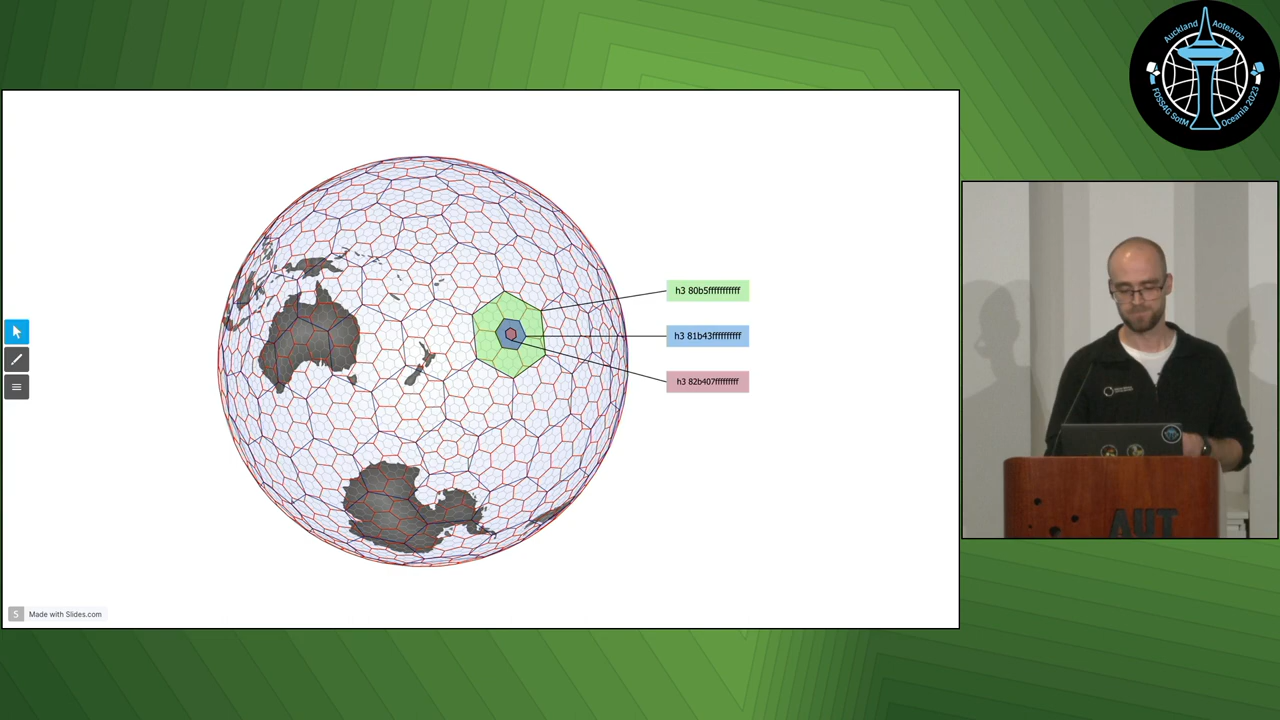 Auckland Aotearoa
FOSS4G SotM Oceania 2023
h3 80b5fffffffffff
h3 81b43ffffffffff
h3 82b407fffffffff
S Made with Slides.com
AUT